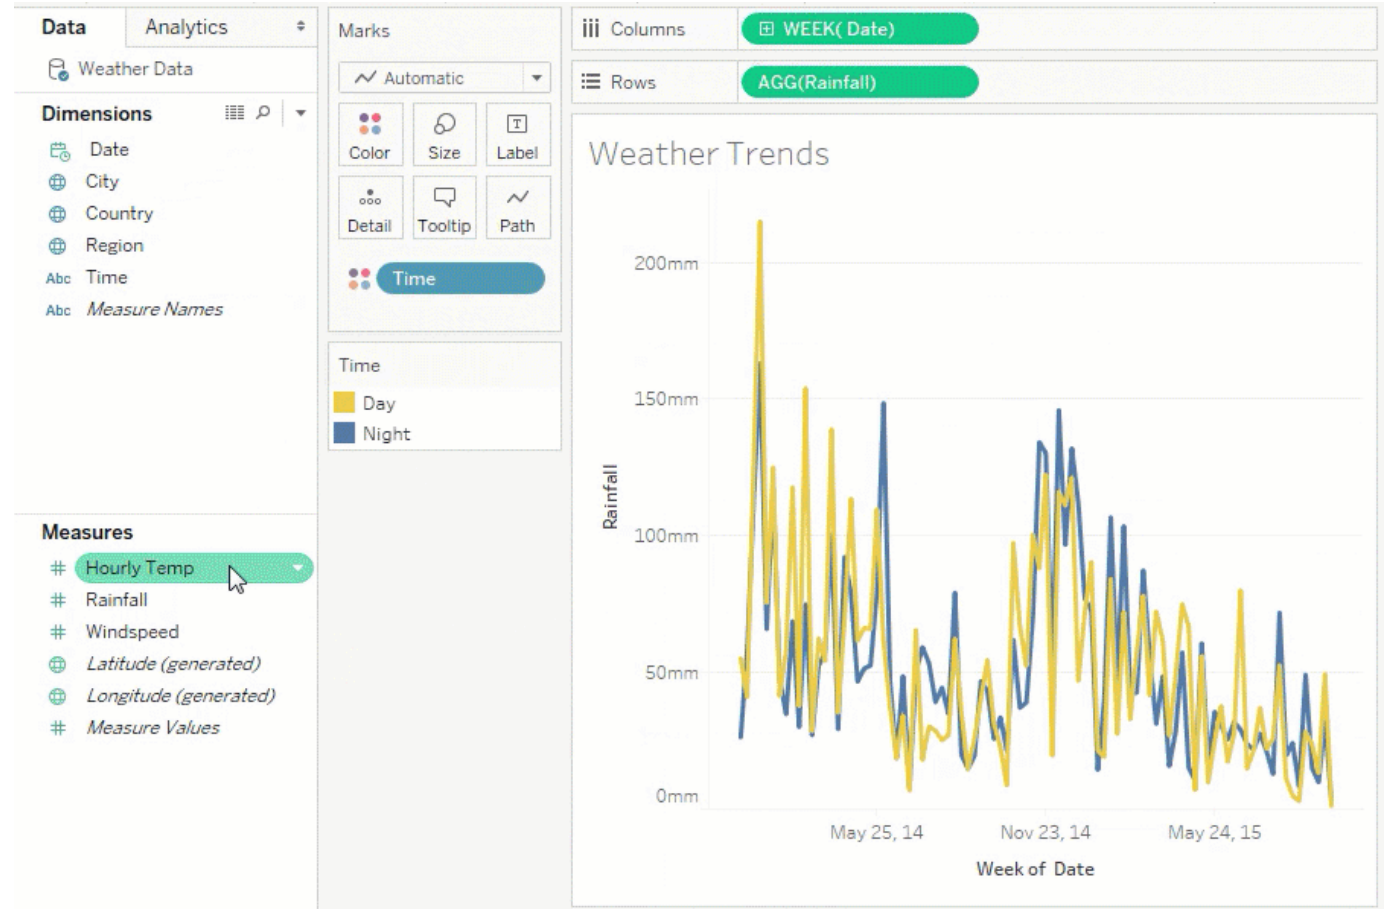 Data
Analytics
Weather Data
Dimensions
Date
City
Country
Region
Abc Time
Abc Measure Names
Measures
# Hourly Temp
# Rainfall
# Windspeed
Latitude (generated)
Longitude (generated)
# Measure Values
Marks
Automatic
Color Size Label
Detail Tooltip Path
Time
Time
Day
Night
Columns WEEK( Date)
Rows AGG(Rainfall)
Weather Trends
200mm
150mm
100mm
50mm
0mm
Rainfall
May 25, 14 Nov 23, 14 May 24, 15
Week of Date